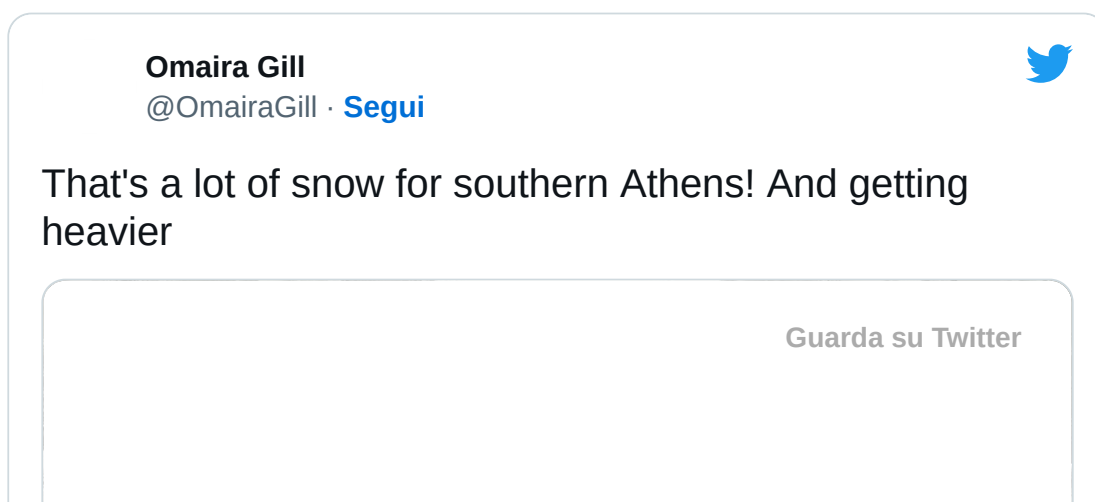 Omaira Gill
@OmairaGill · Segui
That's a lot of snow for southern Athens! And getting
heavier
Guarda su Twitter